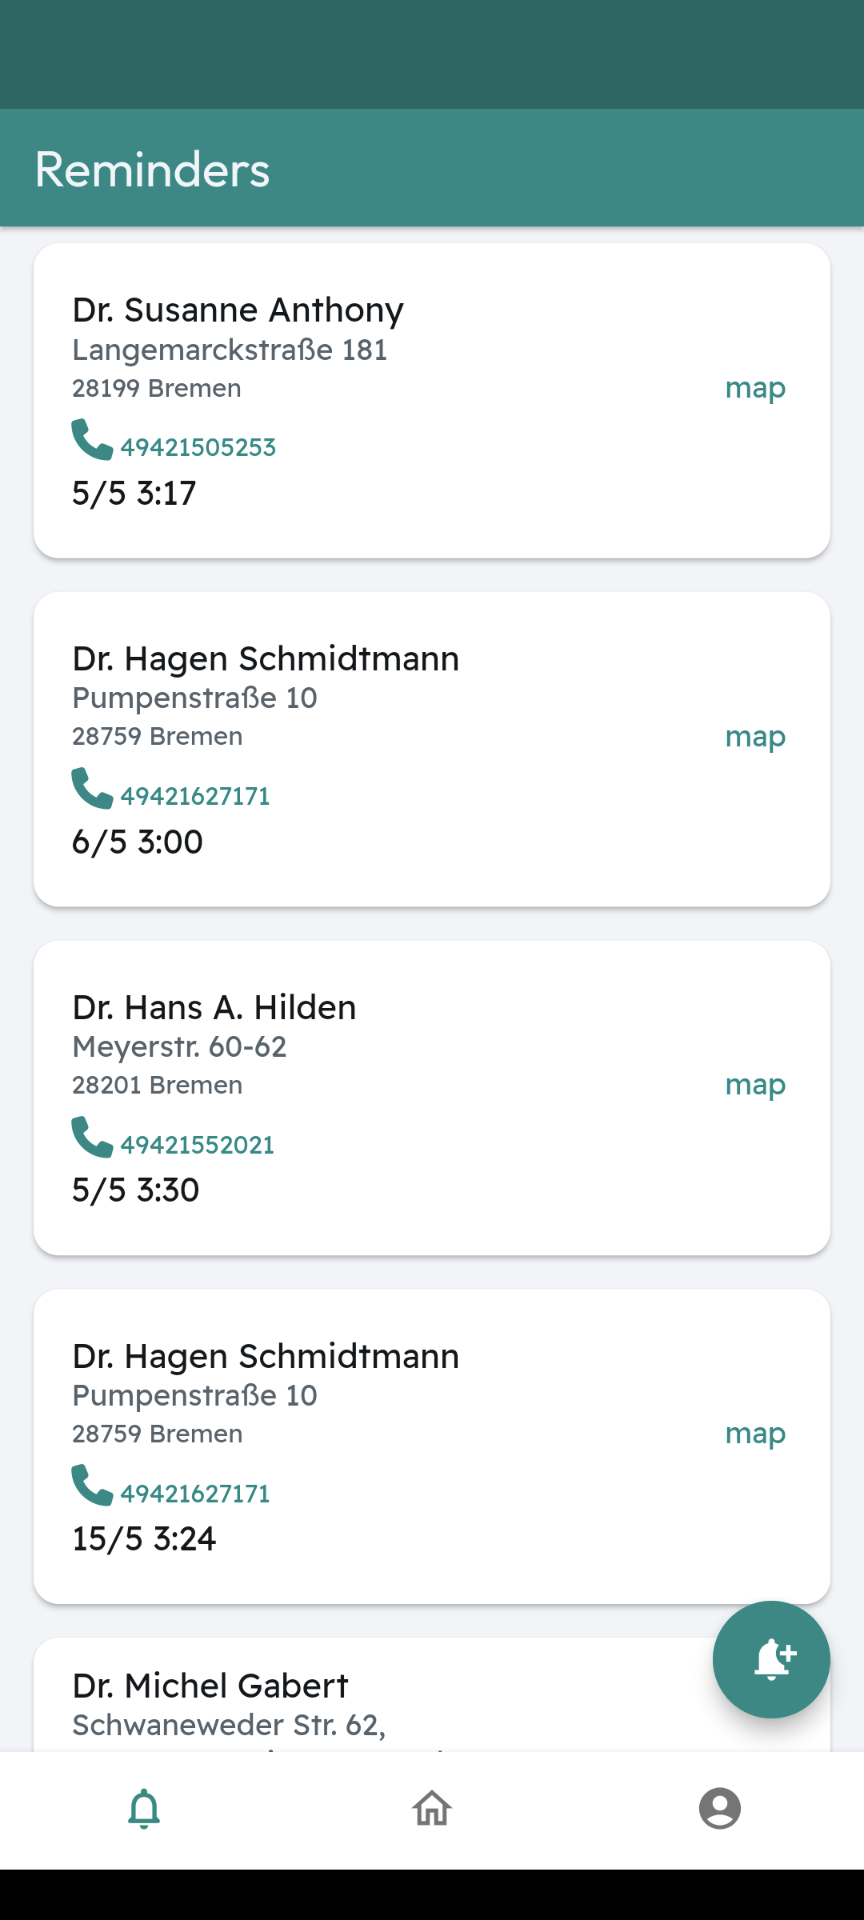 Reminders
Dr. Susanne Anthony
Langemarckstraße 181
28199 Bremen
map
49421505253
5/5 3:17
Dr. Hagen Schmidtmann
Pumpenstraße 10
28759 Bremen
map
49421627171
6/5 3:00
Dr. Hans A. Hilden
Meyerstr. 60-62
28201 Bremen
map
49421552021
5/5 3:30
Dr. Hagen Schmidtmann
Pumpenstraße 10
28759 Bremen
map
49421627171
15/5 3:24
Dr. Michel Gabert
Schwaneweder Str. 62,